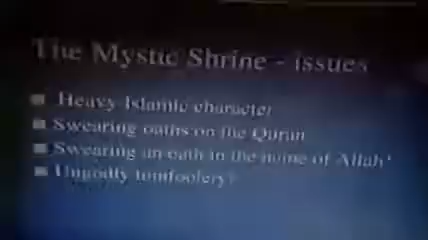 The Mystic Shrine - issues
Heavy Islamic character
Swearing oaths on the Quran
Swearing an oath in the name of Allah!
Ungodly tomfoolery?